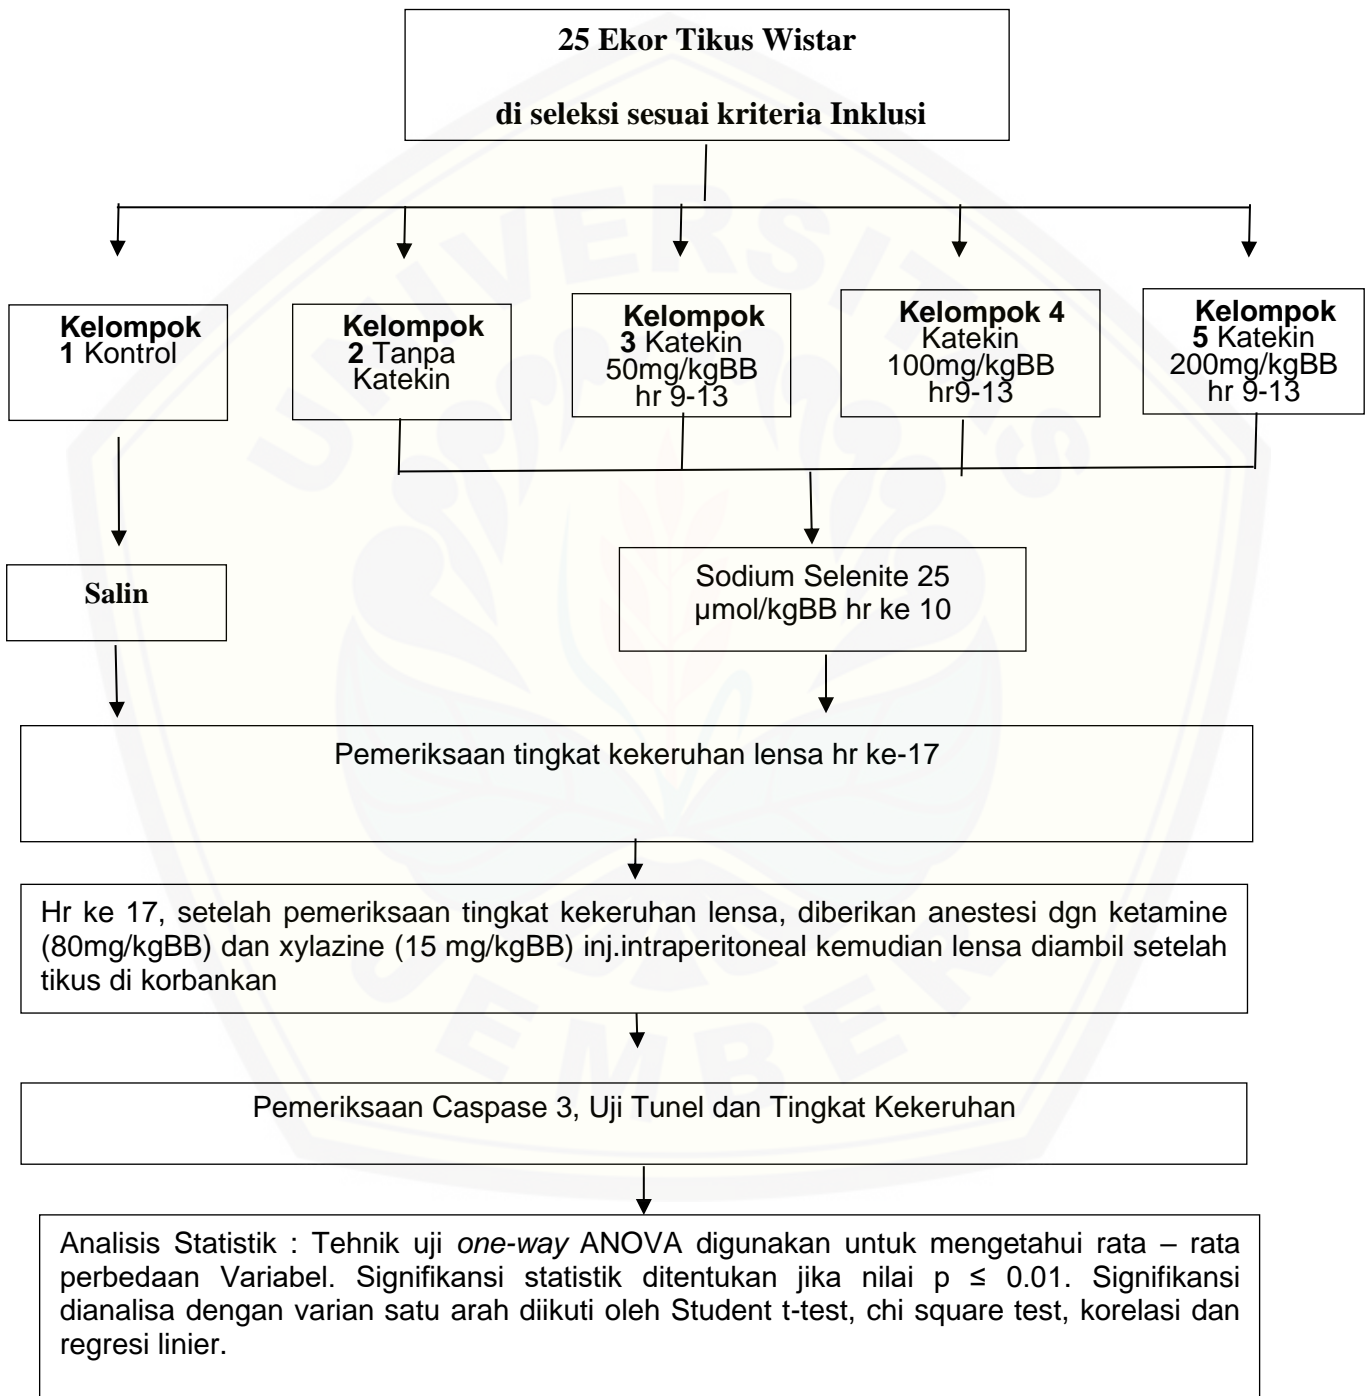 25 Ekor Tikus Wistar
di seleksi sesuai kriteria Inklusi
Kelompok
1 Kontrol
Kelompok
2 Tanpa
Katekin
Kelompok
3 Katekin
50mg/kgBB
hr 9-13
Kelompok 4
Katekin
100mg/kgBB
hr9-13
Kelompok
5 Katekin
200mg/kgBB
hr 9-13
Salin
Sodium Selenite 25
µmol/kgBB hr ke 10
Pemeriksaan tingkat kekeruhan lensa hr ke-17
Hr ke 17, setelah pemeriksaan tingkat kekeruhan lensa, diberikan anestesi dgn ketamine
(80mg/kgBB) dan xylazine (15 mg/kgBB) inj.intraperitoneal kemudian lensa diambil setelah
tikus di korbankan
Pemeriksaan Caspase 3, Uji Tunel dan Tingkat Kekeruhan
Analisis Statistik : Tehnik uji one-way ANOVA digunakan untuk mengetahui rata – rata
perbedaan Variabel. Signifikansi statistik ditentukan jika nilai p ≤ 0.01. Signifikansi
dianalisa dengan varian satu arah diikuti oleh Student t-test, chi square test, korelasi dan
regresi linier.
UNIVERSITAS
JEMBER